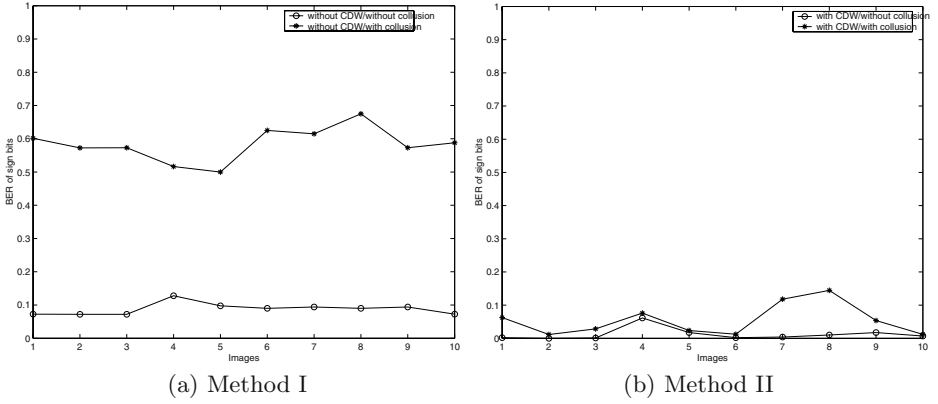 without CDW/without collusion
without CDW/with collusion
1
0.9
0.8
0.7
0.6
0.5
0.4
0.3
0.2
0.1
0
BER of sign bits
1 2 3 4 5 6 7 8 9 10
Images
(a) Method I
with CDW/without collusion
with CDW/with collusion
1
0.9
0.8
0.7
0.6
0.5
0.4
0.3
0.2
0.1
0
BER of sign bits
1 2 3 4 5 6 7 8 9 10
Images
(b) Method II